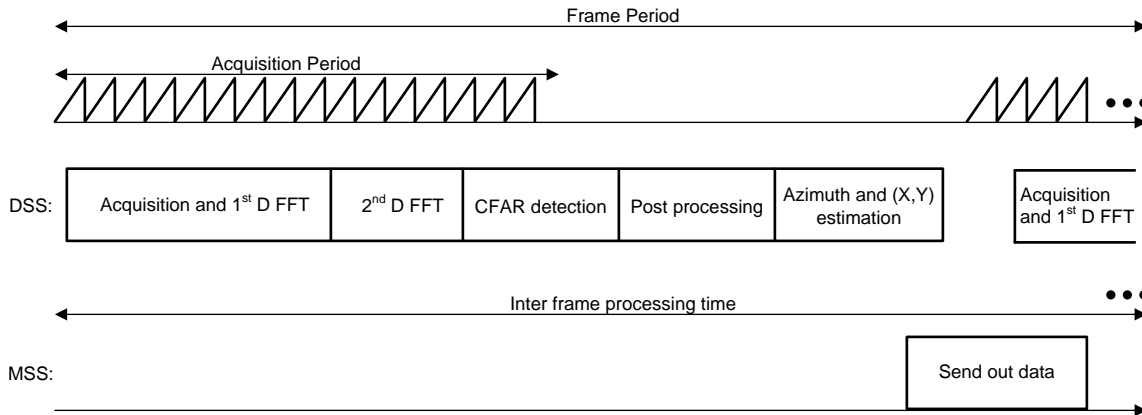 Frame Period
Acquisition Period
•••
DSS:
Acquisition and 1st D FFT
2nd D FFT
CFAR detection
Post processing
Azimuth and (X,Y)
estimation
Acquisition
and 1st D FFT
•••
Inter frame processing time
MSS:
Send out data